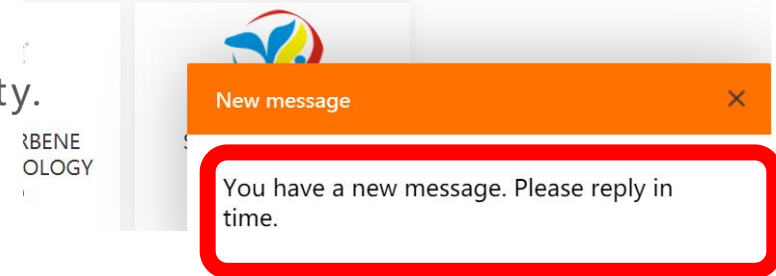 ty.
RBENE
OLOGY
New message
You have a new message. Please reply in
time.